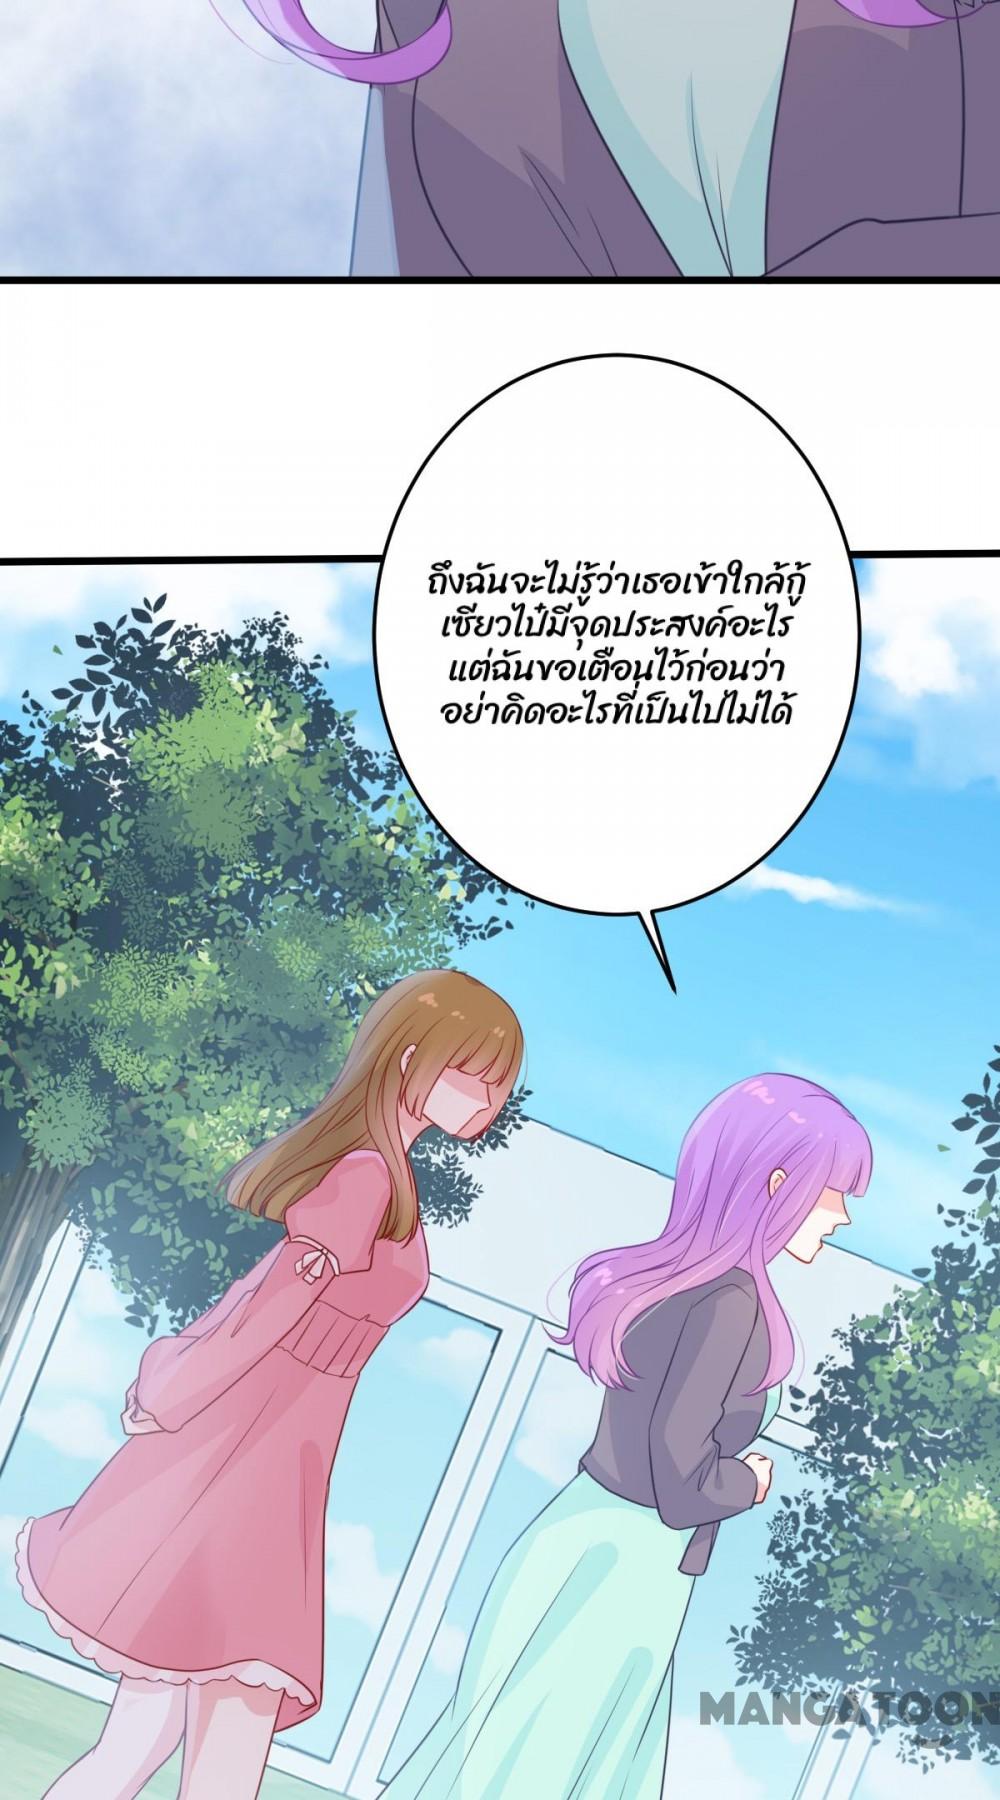 ถึงฉันจะไม่รู้ว่าเธอเข้าใกล้กู้
เซียวไป๋มีจุดประสงค์อะไร
แต่ฉันขอเตือนไว้ก่อนว่า
อย่าคิดอะไรที่เป็นไปไม่ได้
MANGATOON